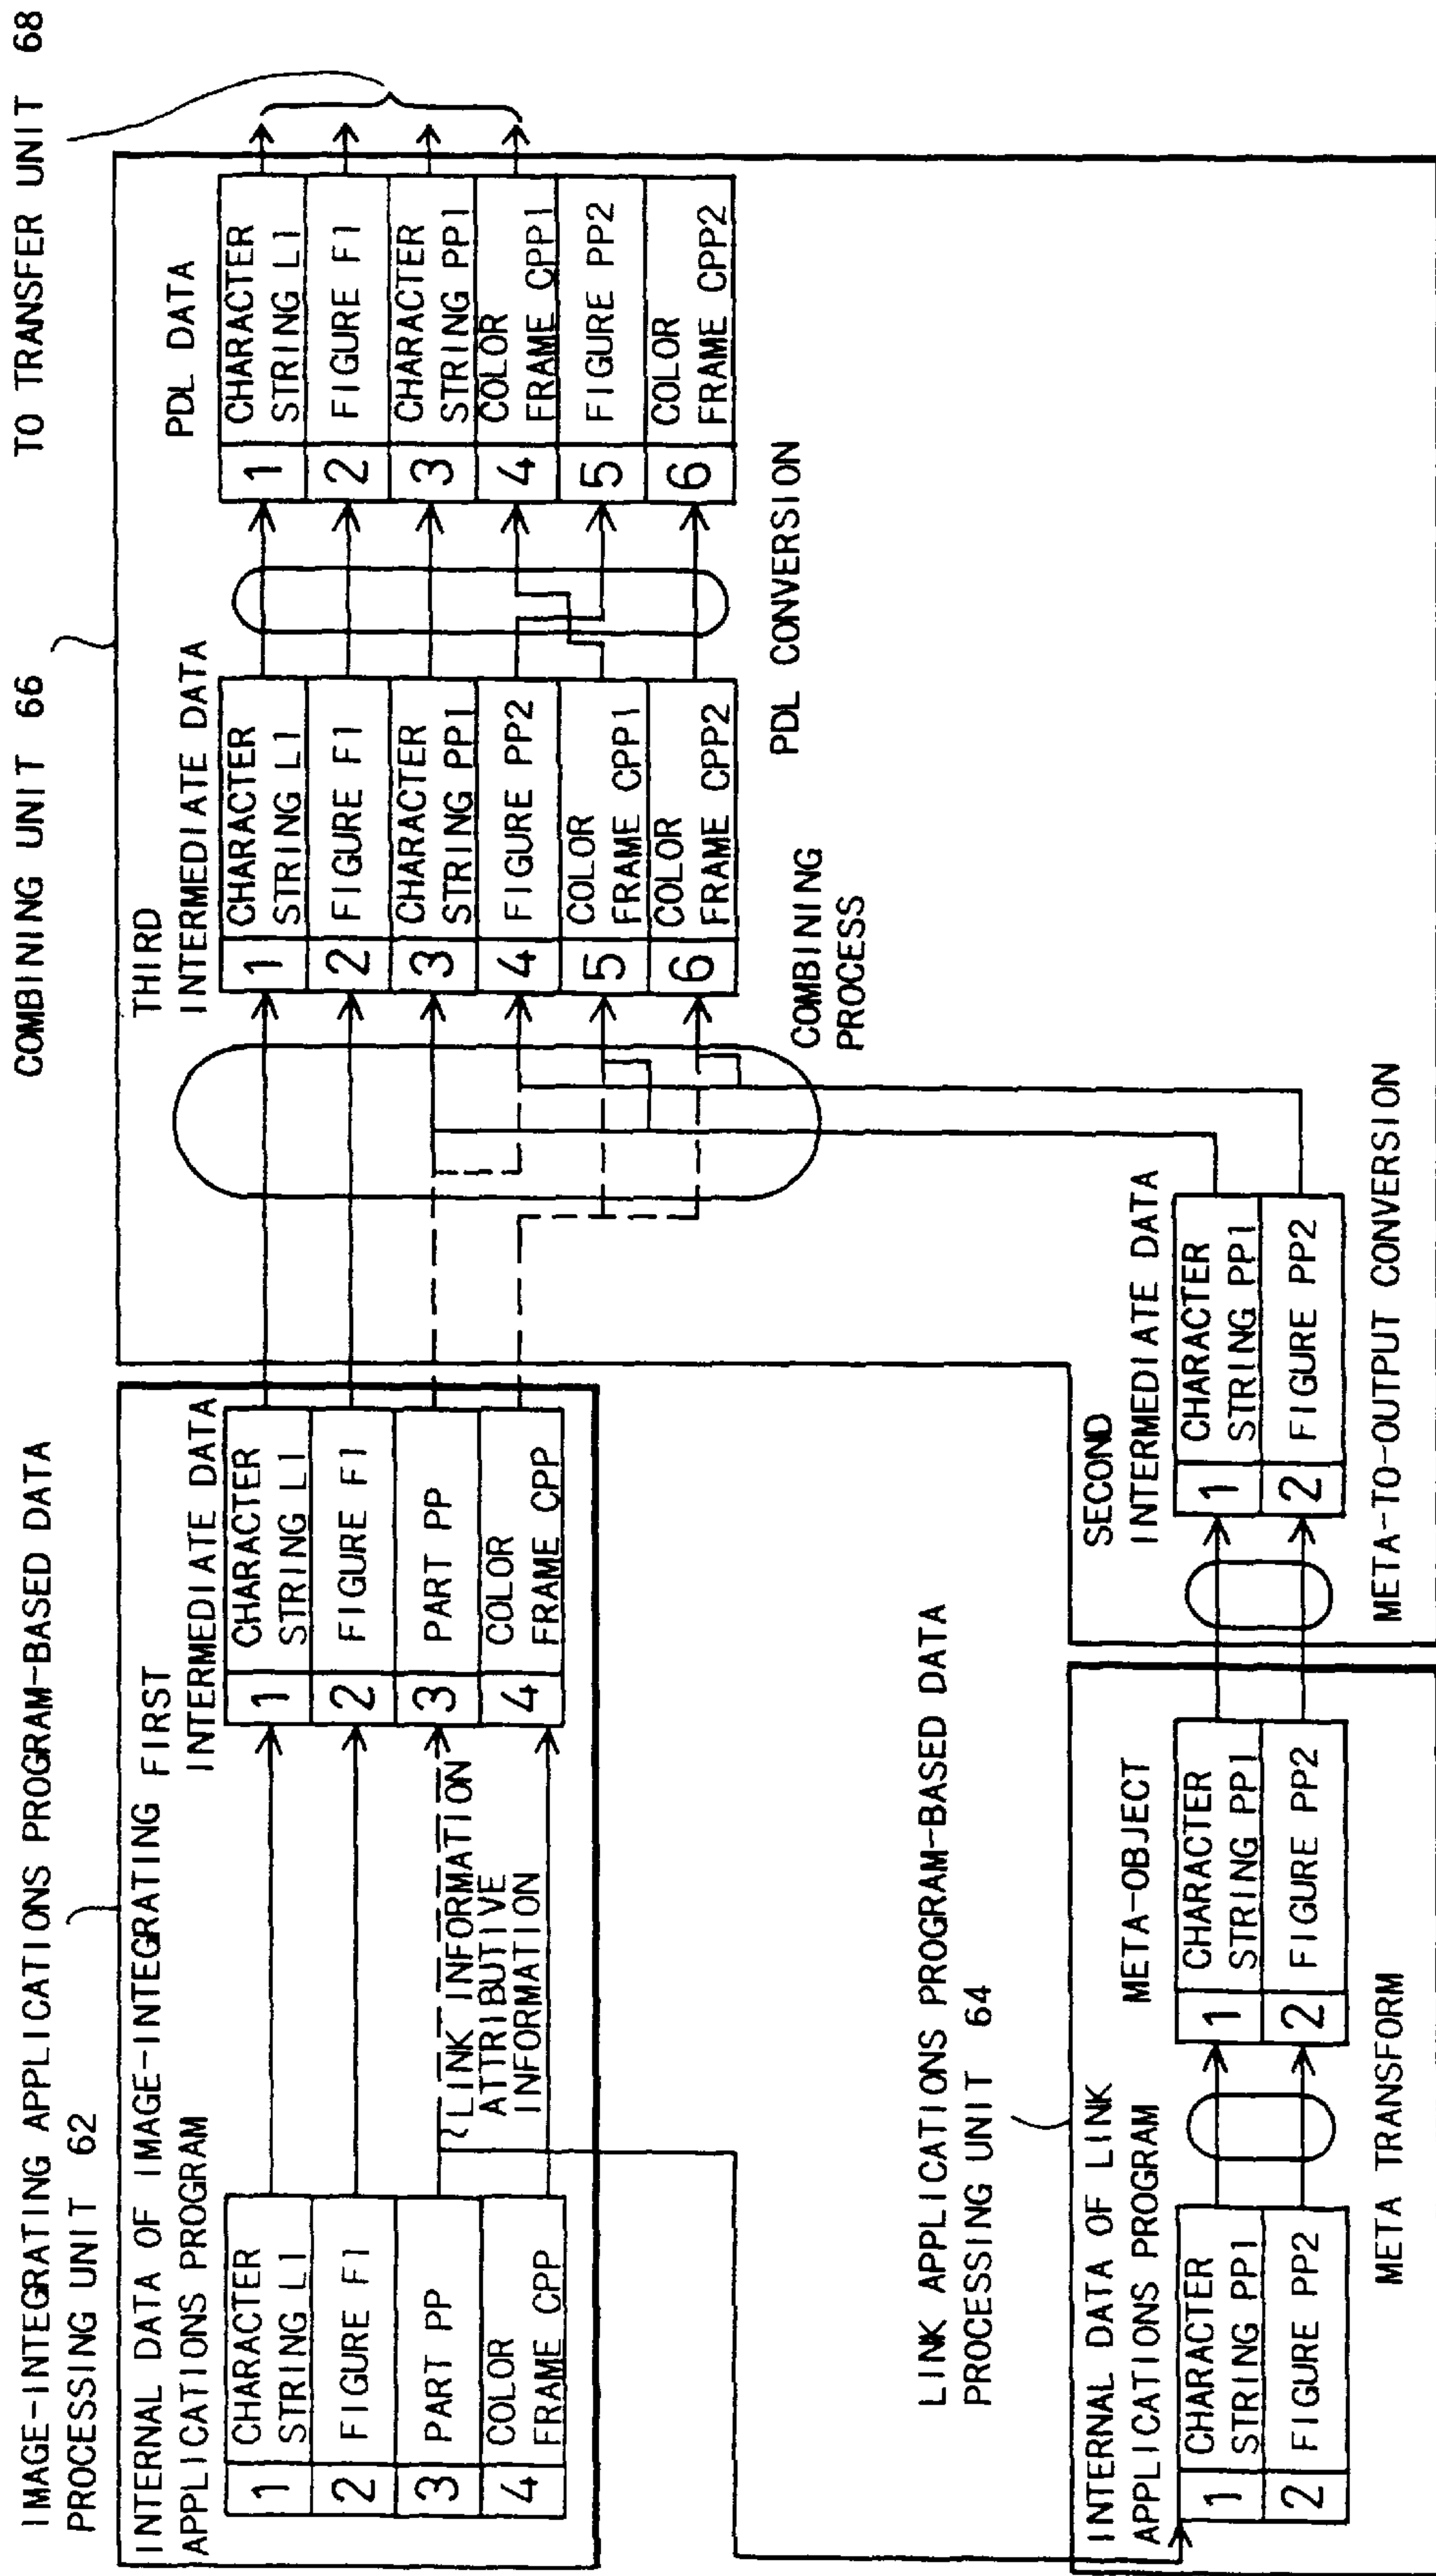 IMAGE-INTEGRATING APPLICATIONS PROGRAM-BASED DATA
PROCESSING UNIT 62
INTERNAL DATA OF IMAGE-INTEGRATING
APPLICATIONS PROGRAM
1 CHARACTER
STRING L1
2 FIGURE F1
3 PART PP
4 COLOR
FRAME CPP
LINK INFORMATION
ATTRIBUTIVE
INFORMATION
FIRST
INTERMEDIATE DATA
1 CHARACTER
STRING L1
2 FIGURE F1
3 PART PP
4 COLOR
FRAME CPP
COMBINING UNIT 66
THIRD
INTERMEDIATE DATA
1 CHARACTER
STRING L1
2 FIGURE F1
3 CHARACTER
STRING PP1
4 FIGURE PP2
5 COLOR
FRAME CPP1
6 COLOR
FRAME CPP2
COMBINING
PROCESS
TO TRANSFER UNIT 68
PDL DATA
1 CHARACTER
STRING L1
2 FIGURE F1
3 CHARACTER
STRING PP1
4 COLOR
FRAME CPP1
5 FIGURE PP2
6 COLOR
FRAME CPP2
PDL CONVERSION
LINK APPLICATIONS PROGRAM-BASED DATA
PROCESSING UNIT 64
INTERNAL DATA OF LINK
APPLICATIONS PROGRAM
1 CHARACTER
STRING PP1
2 FIGURE PP2
META TRANSFORM
META-OBJECT
1 CHARACTER
STRING PP1
2 FIGURE PP2
SECOND
INTERMEDIATE DATA
1 CHARACTER
STRING PP1
2 FIGURE PP2
META-TO-OUTPUT CONVERSION